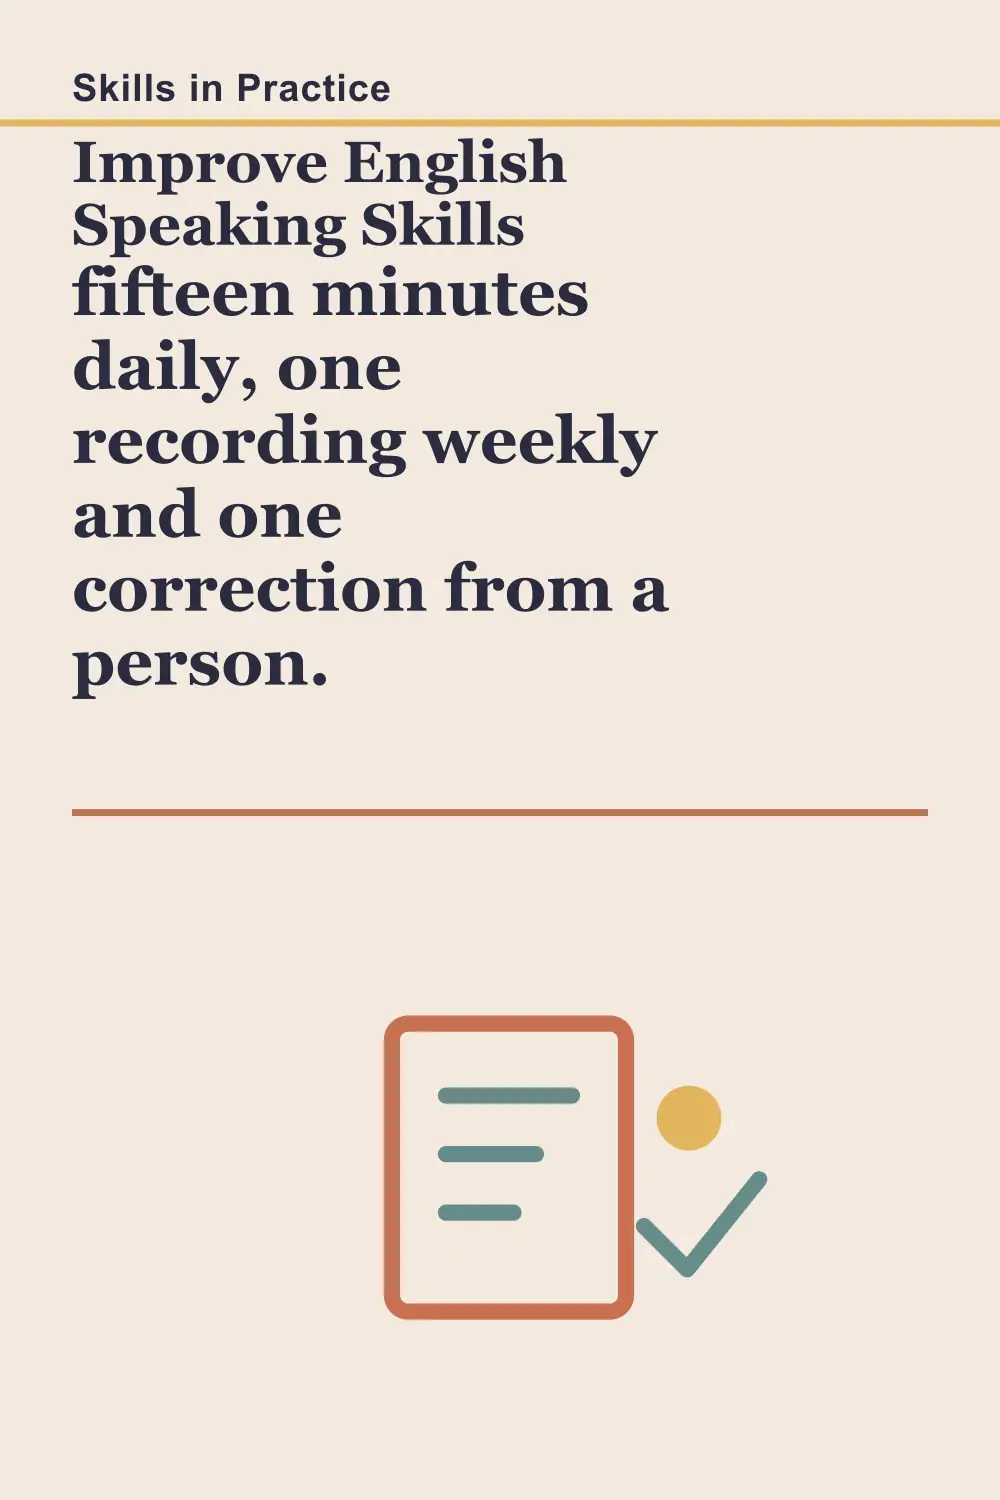 Skills in Practice
Improve English
Speaking Skills
fifteen minutes
daily, one
recording weekly
and one
correction from a
person.